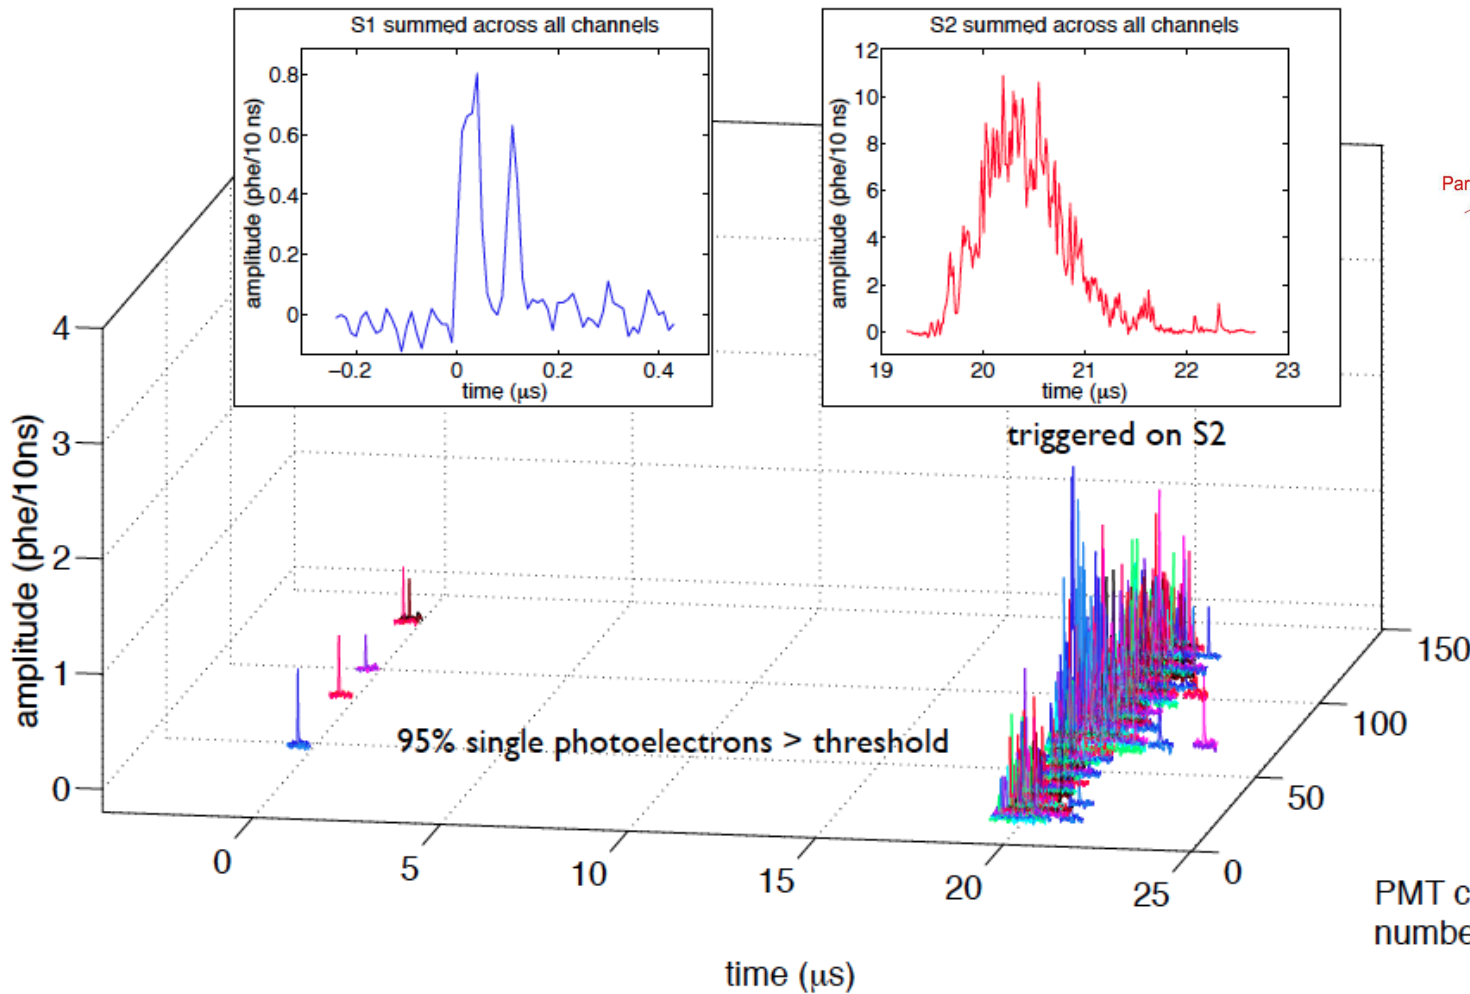 S1 summed across all channels
S2 summed across all channels
amplitude (phe/10 ns)
0.8
0.6
0.4
0.2
0
−0.2
0
0.2
0.4
time (μs)
amplitude (phe/10 ns)
12
10
8
6
4
2
0
19
20
21
22
23
time (μs)
Par
triggered on S2
amplitude (phe/10ns)
4
3
2
1
0
95% single photoelectrons > threshold
0
5
10
15
20
25
time (μs)
150
100
50
0
PMT c
numbe